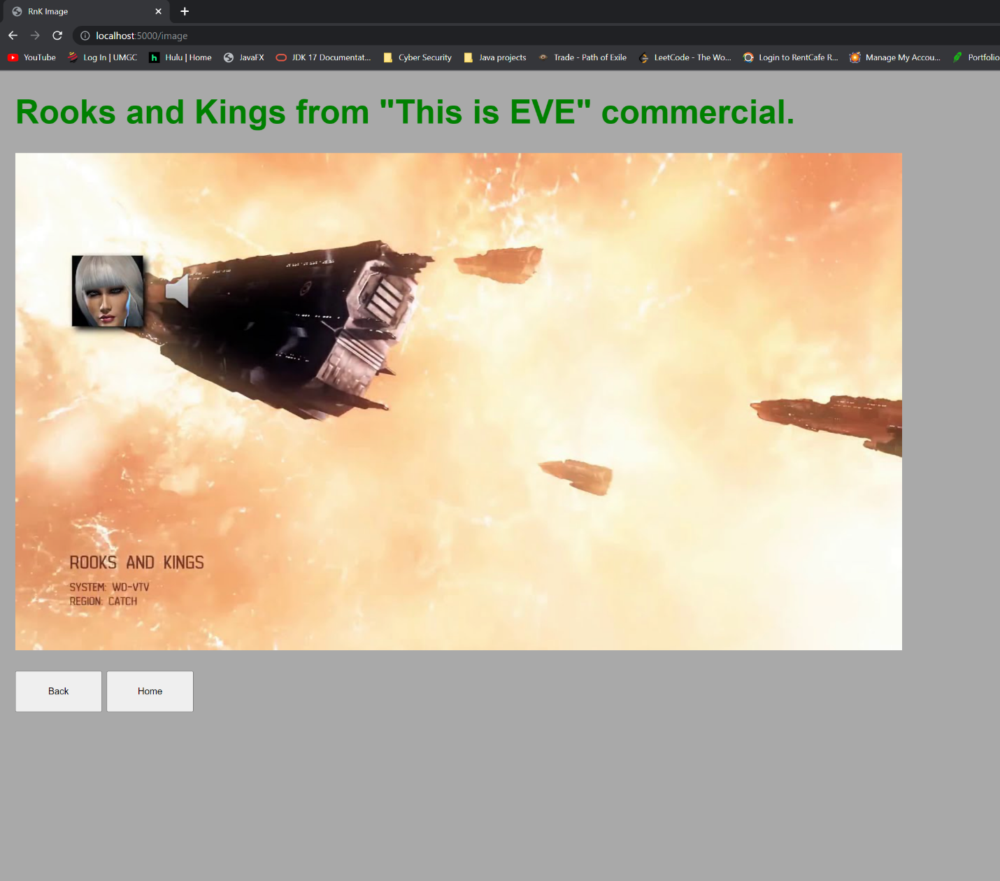 RnK Image
localhost:5000/image
YouTube Log In | UMGC Hulu | Home JavaFX JDK 17 Documentat... Cyber Security Java projects Trade - Path of Exile LeetCode - The Wo... Login to RentCafe R... Manage My Accou... Portfolio
Rooks and Kings from "This is EVE" commercial.
ROOKS AND KINGS
SYSTEM: WD-VTV
REGION: CATCH
Back Home